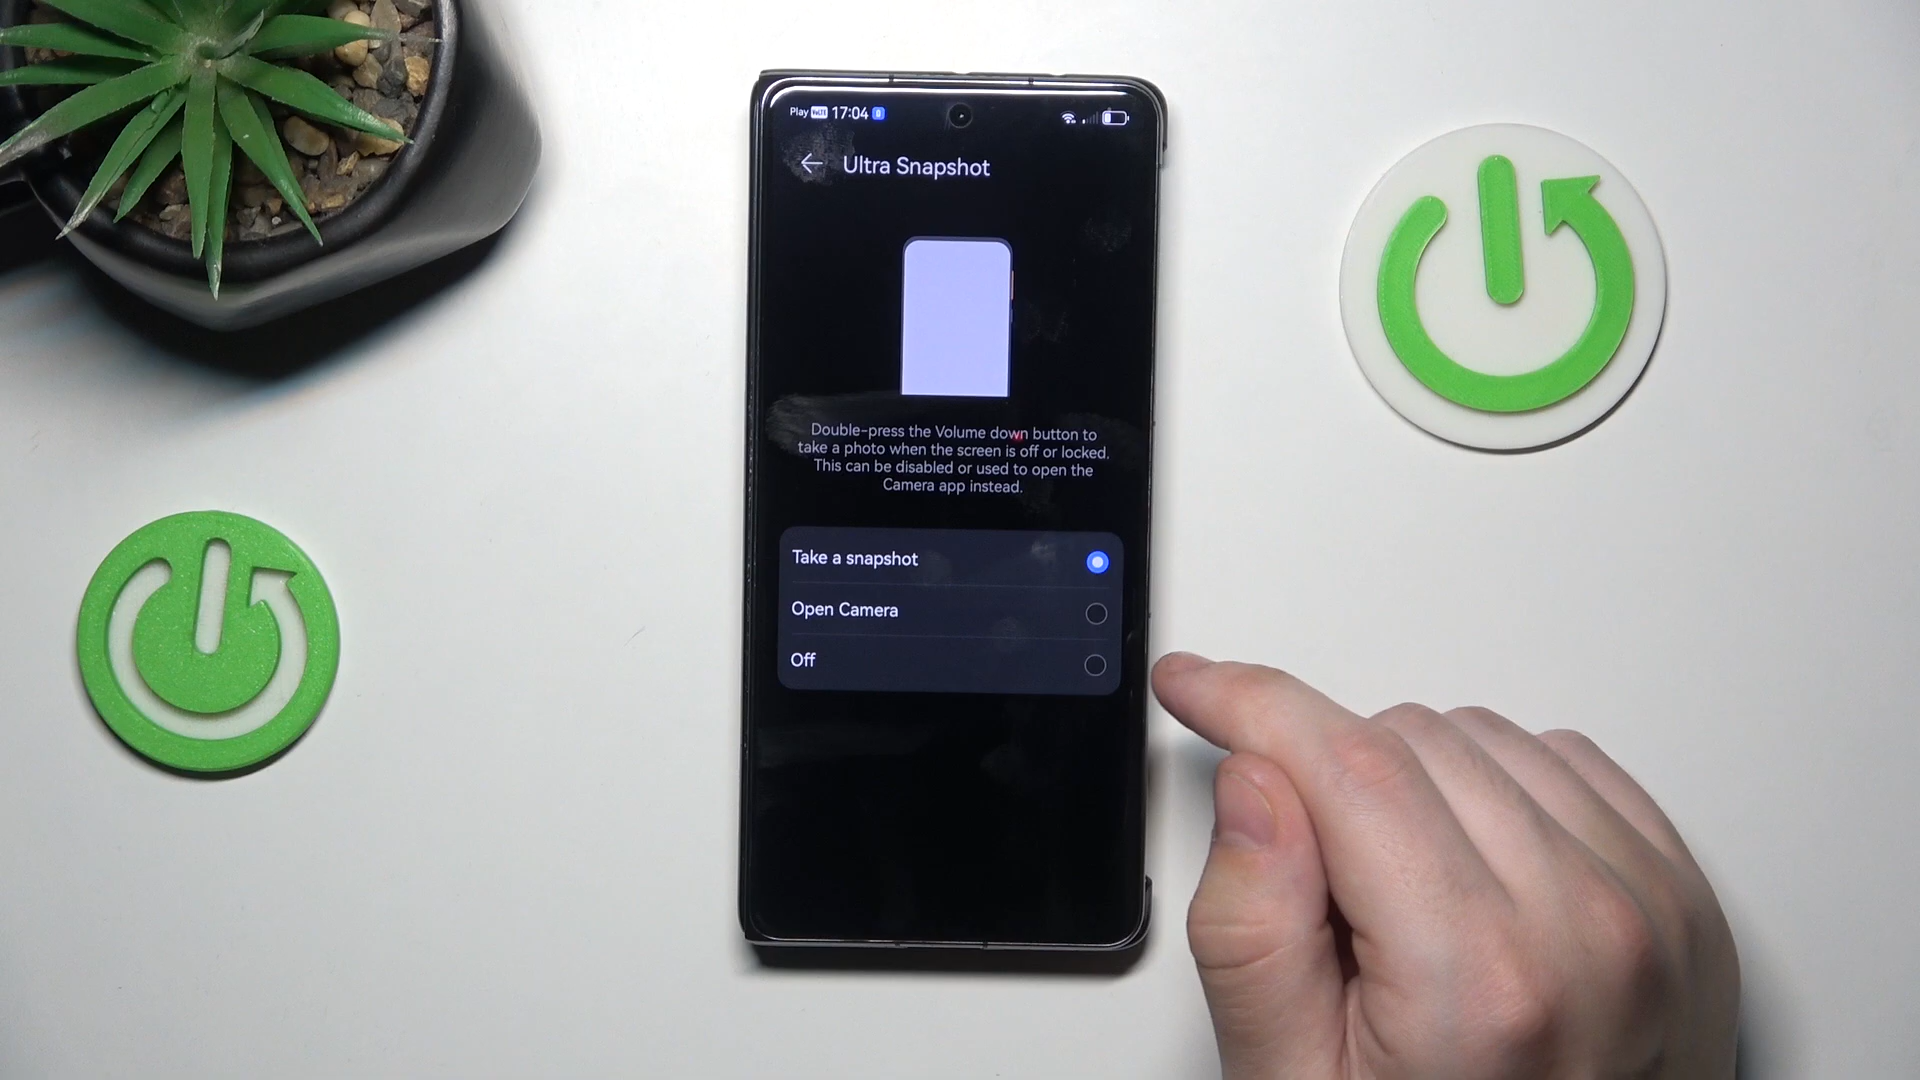 Play VoLTE 17:04
Ultra Snapshot
Double-press the Volume down button to
take a photo when the screen is off or locked.
This can be disabled or used to open the
Camera app instead.
Take a snapshot
Open Camera
Off